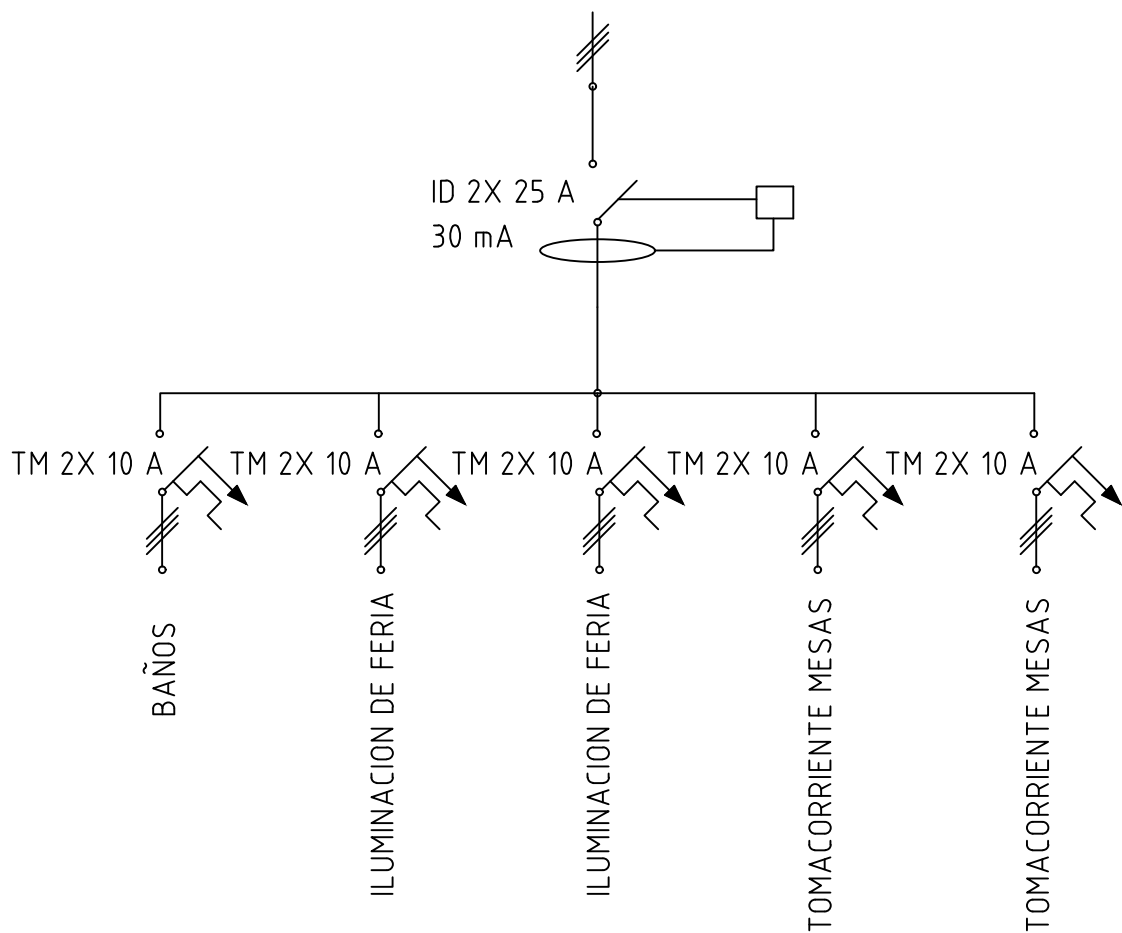 ID 2X 25 A
30 mA
TM 2X 10 A
TM 2X 10 A
TM 2X 10 A
TM 2X 10 A
TM 2X 10 A
BAÑOS
ILUMINACION DE FERIA
ILUMINACION DE FERIA
TOMACORRIENTE MESAS
TOMACORRIENTE MESAS